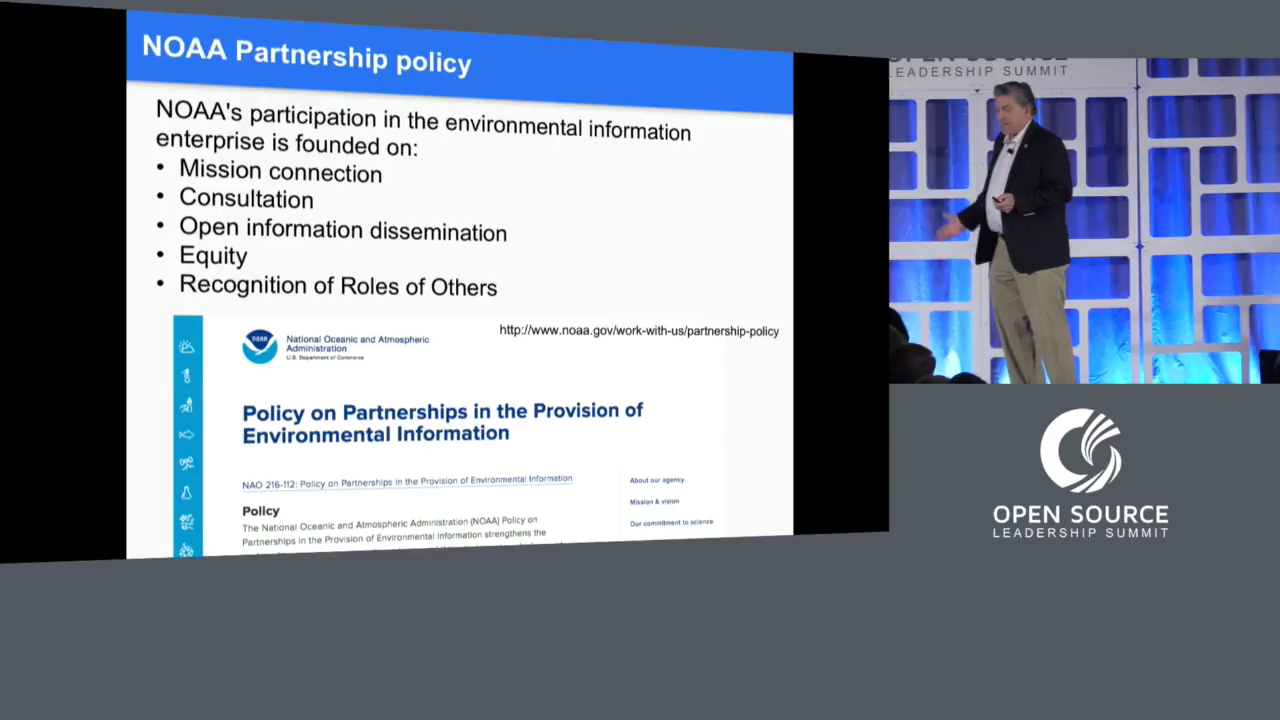 NOAA Partnership policy
NOAA's participation in the environmental information
enterprise is founded on:
• Mission connection
• Consultation
• Open information dissemination
• Equity
• Recognition of Roles of Others
http://www.noaa.gov/work-with-us/partnership-policy
NOAA
National Oceanic and Atmospheric
Administration
U.S. Department of Commerce
Policy on Partnerships in the Provision of
Environmental Information
NAO 216-112: Policy on Partnerships in the Provision of Environmental Information
Policy
The National Oceanic and Atmospheric Administration (NOAA) Policy on
Partnerships in the Provision of Environmental Information strengthens the
About our agency
Mission & vision
Our commitment to science
LEADERSHIP SUMMIT
OPEN SOURCE
LEADERSHIP SUMMIT